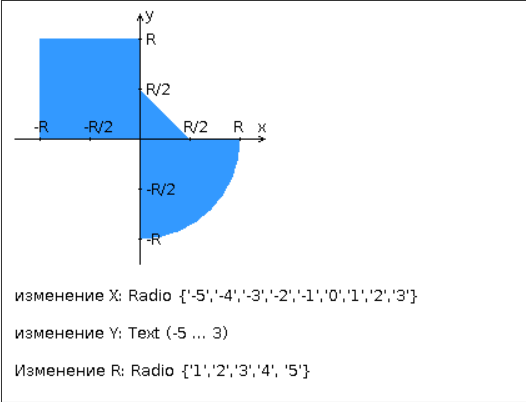 y
R
R/2
-R
-R/2
R/2
R
x
-R/2
-R
изменение X: Radio {'-5','-4','-3','-2','-1','0','1','2','3'}
изменение Y: Text (-5 ... 3)
Изменение R: Radio {'1','2','3','4', '5'}